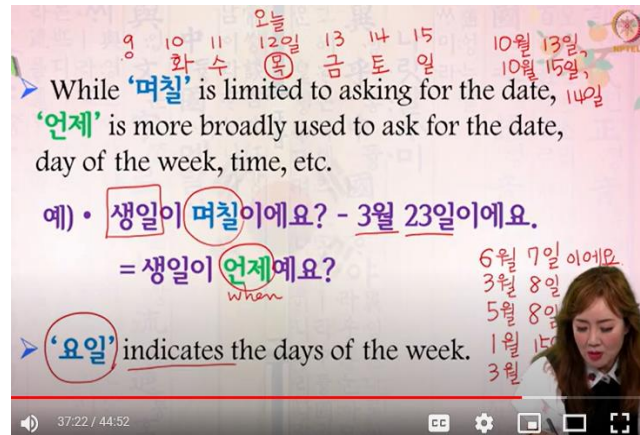 오늘
9 10 11 12일 13 14 15
화 수 목 금 토 일
10월 13일,
10월 15일,
14일
NPTEL
While ‘며칠’ is limited to asking for the date,
‘언제’ is more broadly used to ask for the date,
day of the week, time, etc.
예) • 생일이 며칠이에요? - 3월 23일이에요.
= 생일이 언제예요?
when
6월 7일 이에요
3월 8일
5월 8일
1월 15
3월
‘요일’ indicates the days of the week.
37:22 / 44:52
CC